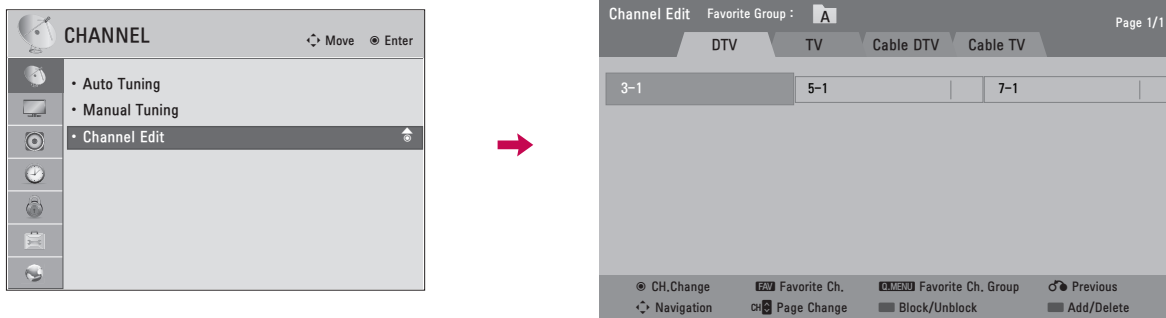 CHANNEL
Move Enter
• Auto Tuning
• Manual Tuning
• Channel Edit
Channel Edit Favorite Group : A Page 1/1
DTV TV Cable DTV Cable TV
3-1 5-1 7-1
CH.Change FAV Favorite Ch. Q.MENU Favorite Ch. Group Previous
Navigation CH Page Change Block/Unblock Add/Delete